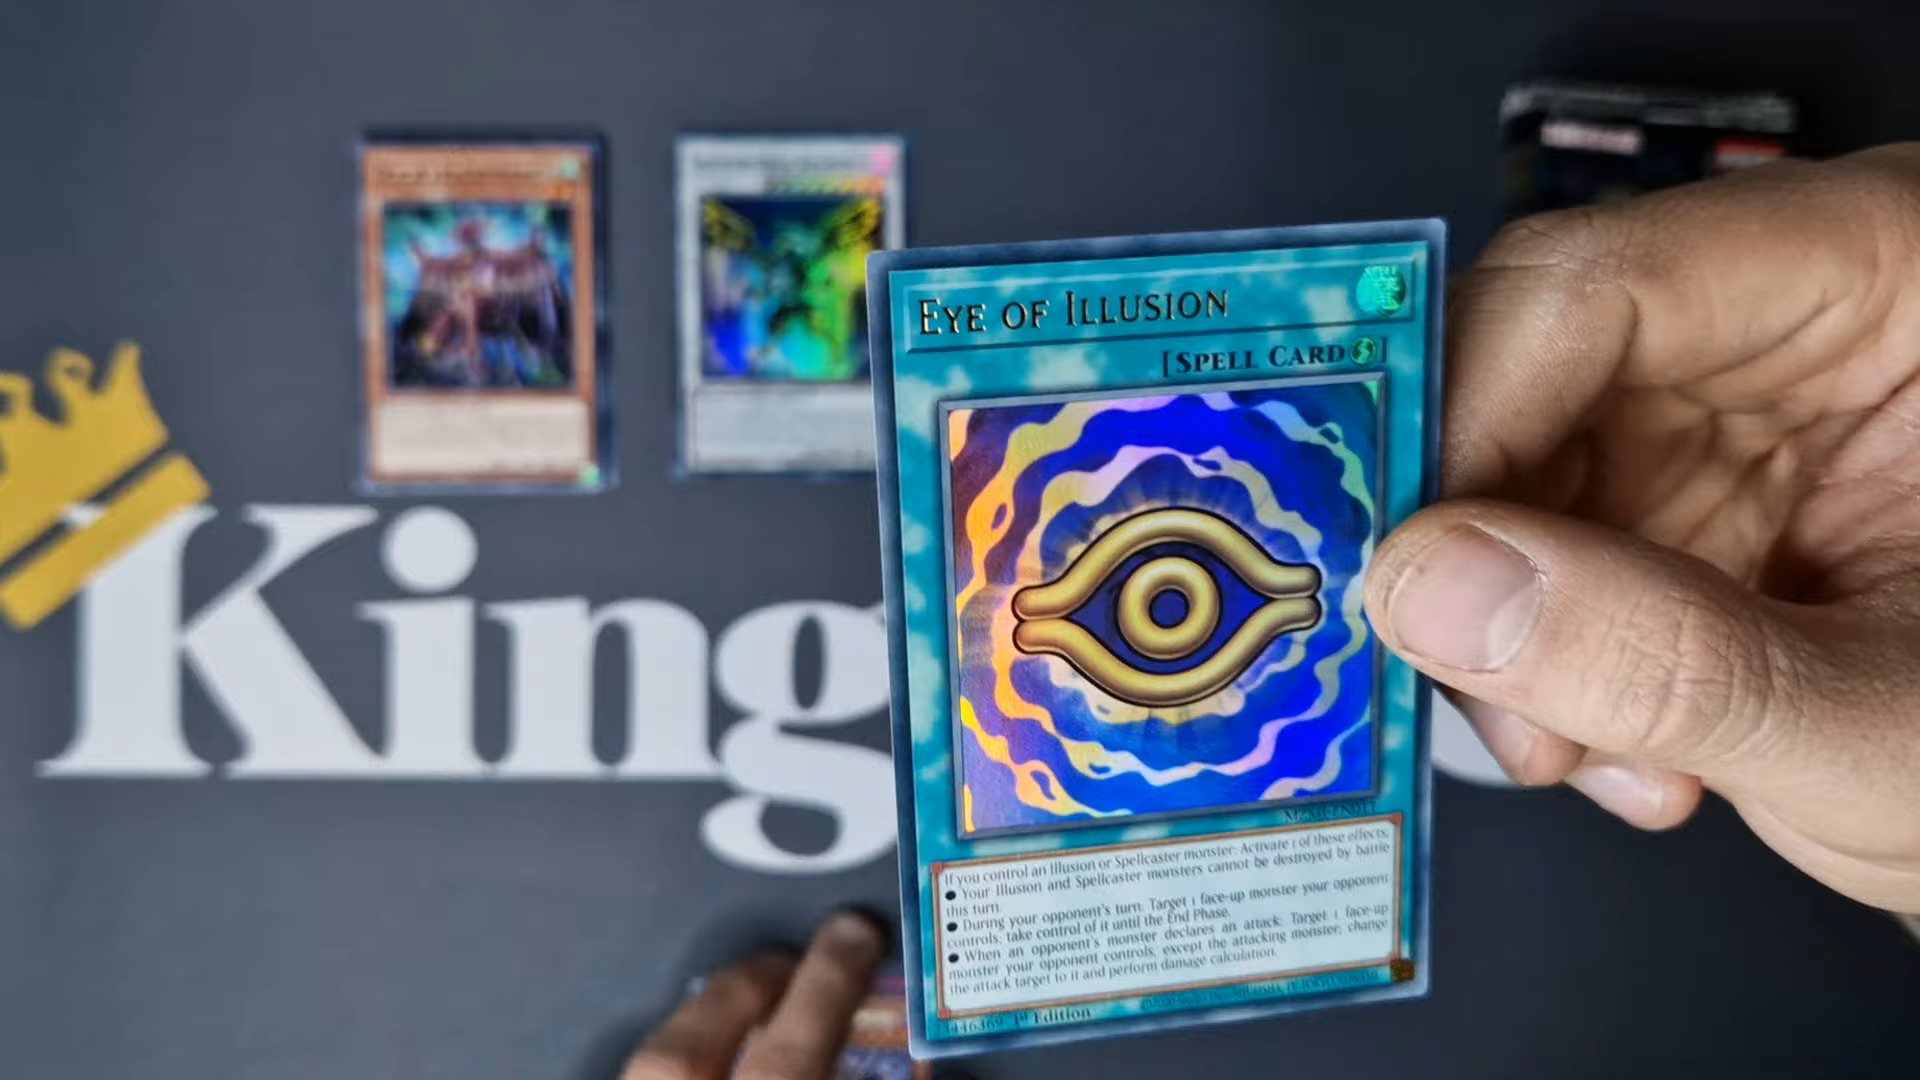 King
EYE OF ILLUSION
[SPELL CARD]
If you control an Illusion or Spellcaster monster: Activate 1 of these effects;
● Your Illusion and Spellcaster monsters cannot be destroyed by battle
this turn.
● During your opponent's turn: Target 1 face-up monster your opponent
controls; take control of it until the End Phase.
● When an opponent's monster declares an attack: Target 1 face-up
monster your opponent controls, except the attacking monster; change
the attack target to it and perform damage calculation.
1st Edition